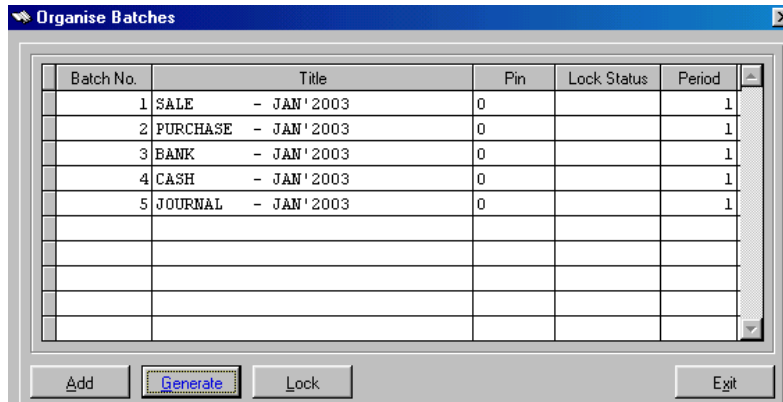 Organise Batches
Batch No. Title Pin Lock Status Period
1 SALE - JAN'2003 0 1
2 PURCHASE - JAN'2003 0 1
3 BANK - JAN'2003 0 1
4 CASH - JAN'2003 0 1
5 JOURNAL - JAN'2003 0 1
Add Generate Lock Exit